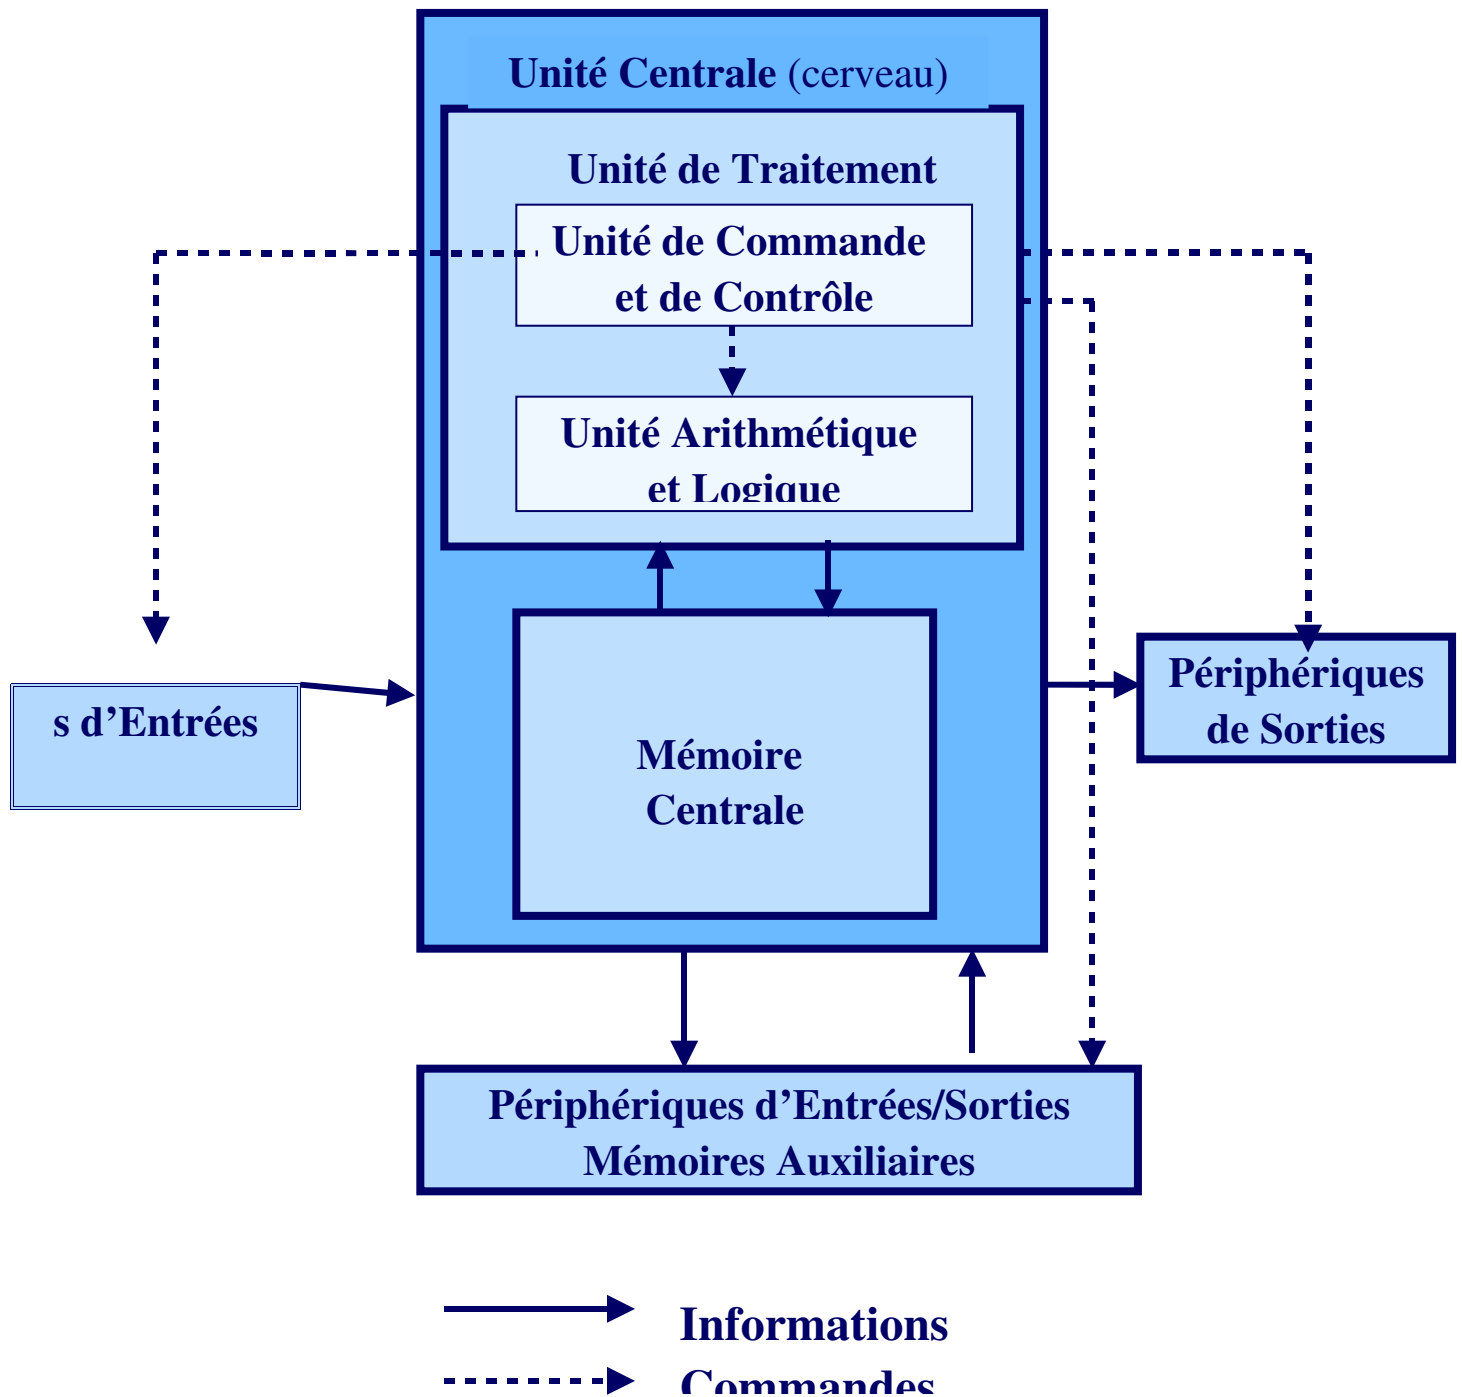 Unité Centrale (cerveau)
Unité de Traitement
Unité de Commande
et de Contrôle
Unité Arithmétique
et Logique
s d’Entrées
Périphériques
de Sorties
Mémoire
Centrale
Périphériques d’Entrées/Sorties
Mémoires Auxiliaires
Informations
Commandes